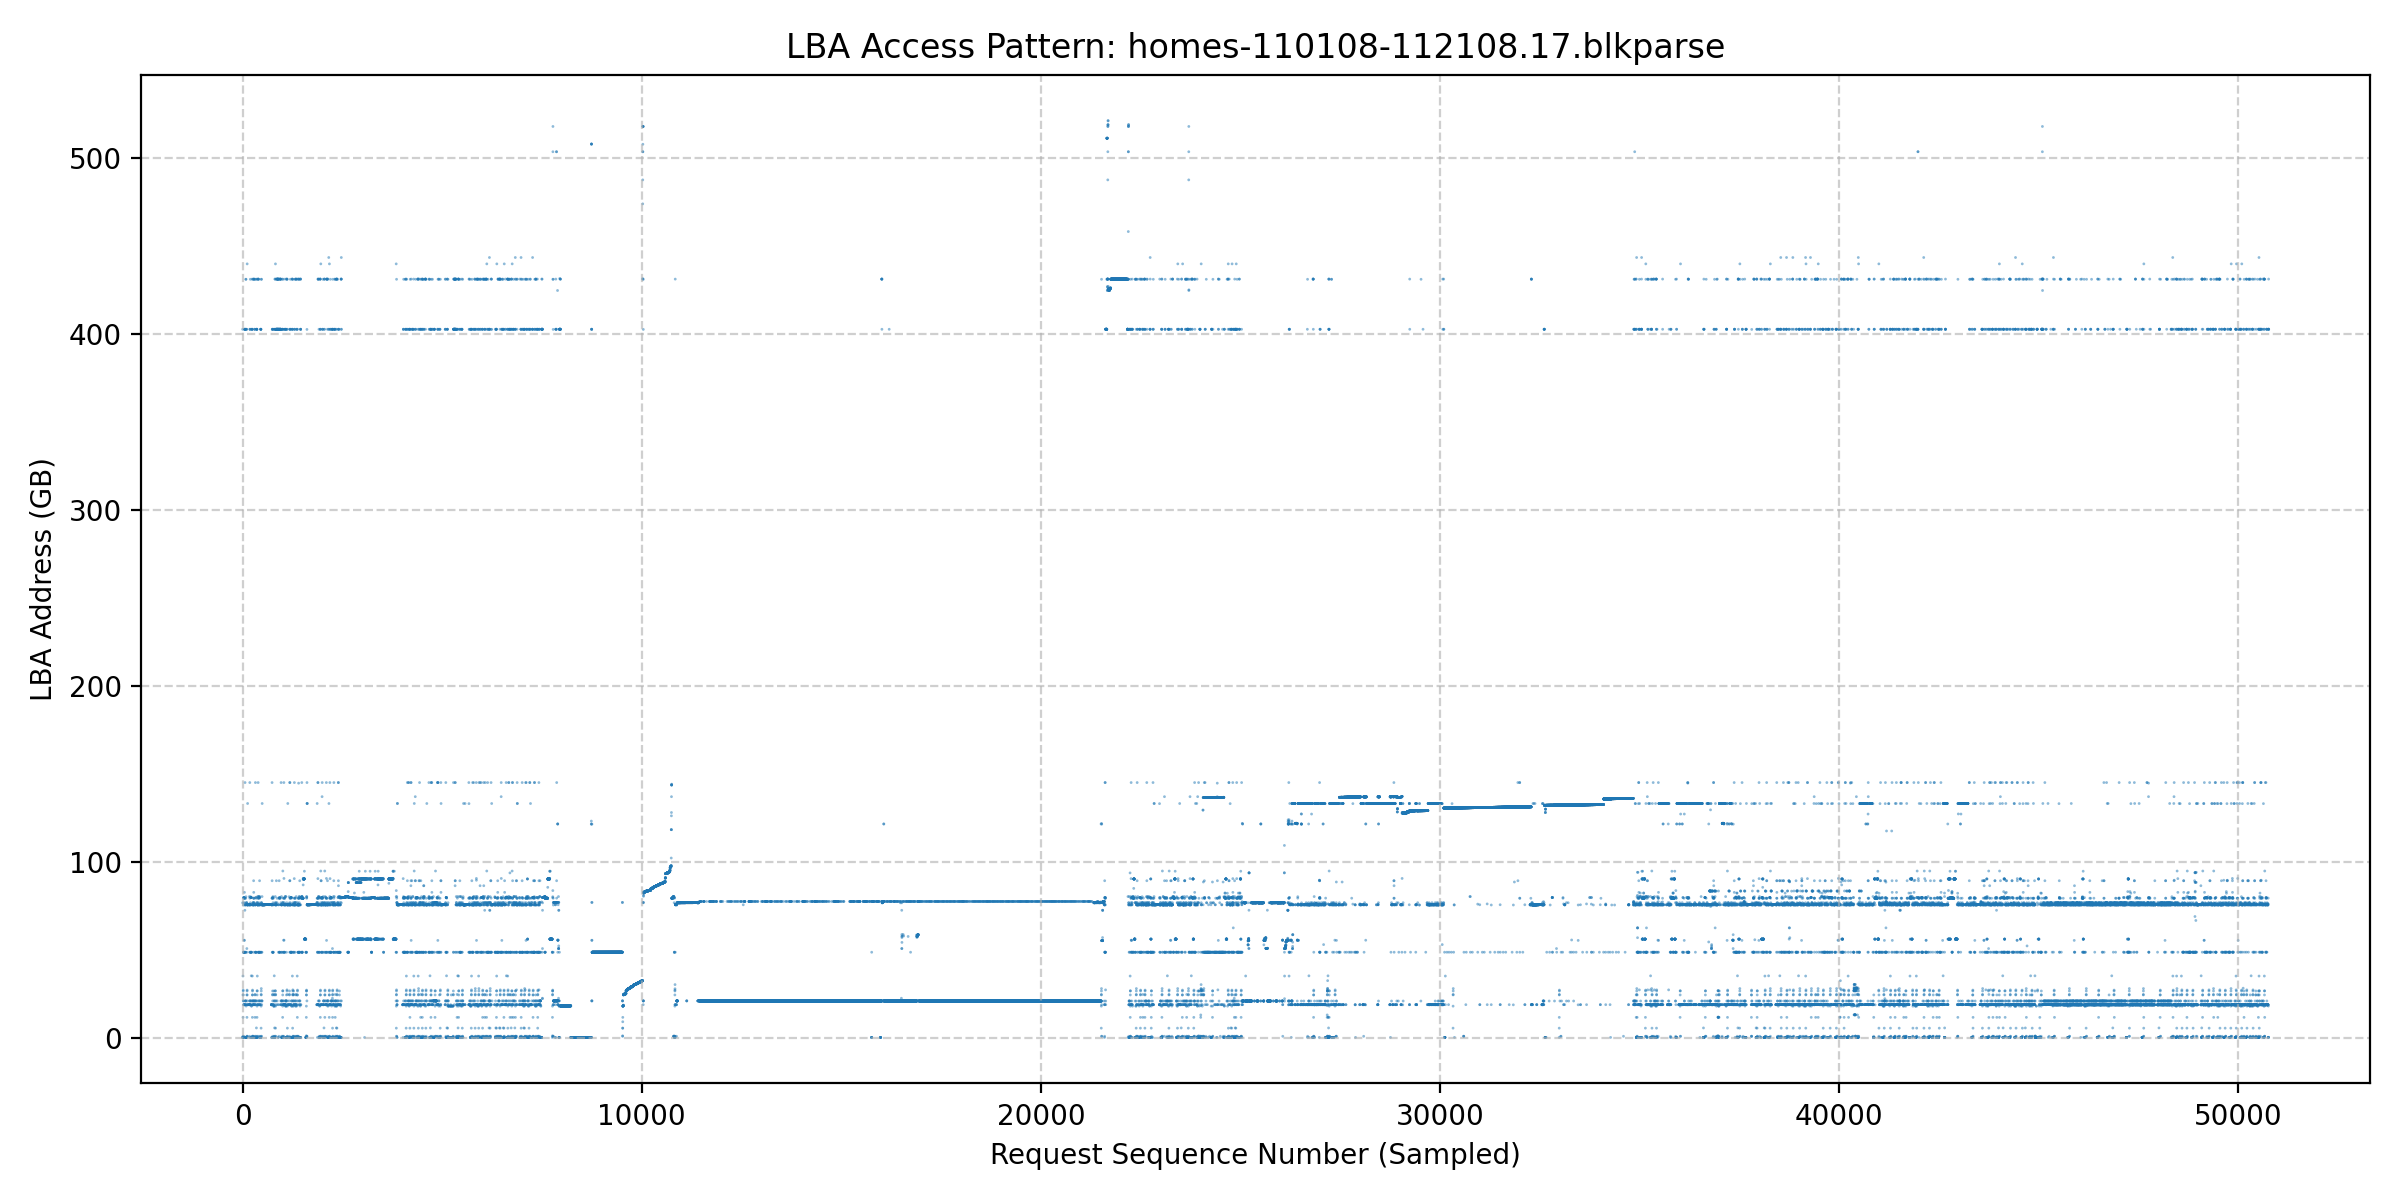 LBA Access Pattern: homes-110108-112108.17.blkparse
LBA Address (GB)
500
400
300
200
100
0
0 10000 20000 30000 40000 50000
Request Sequence Number (Sampled)